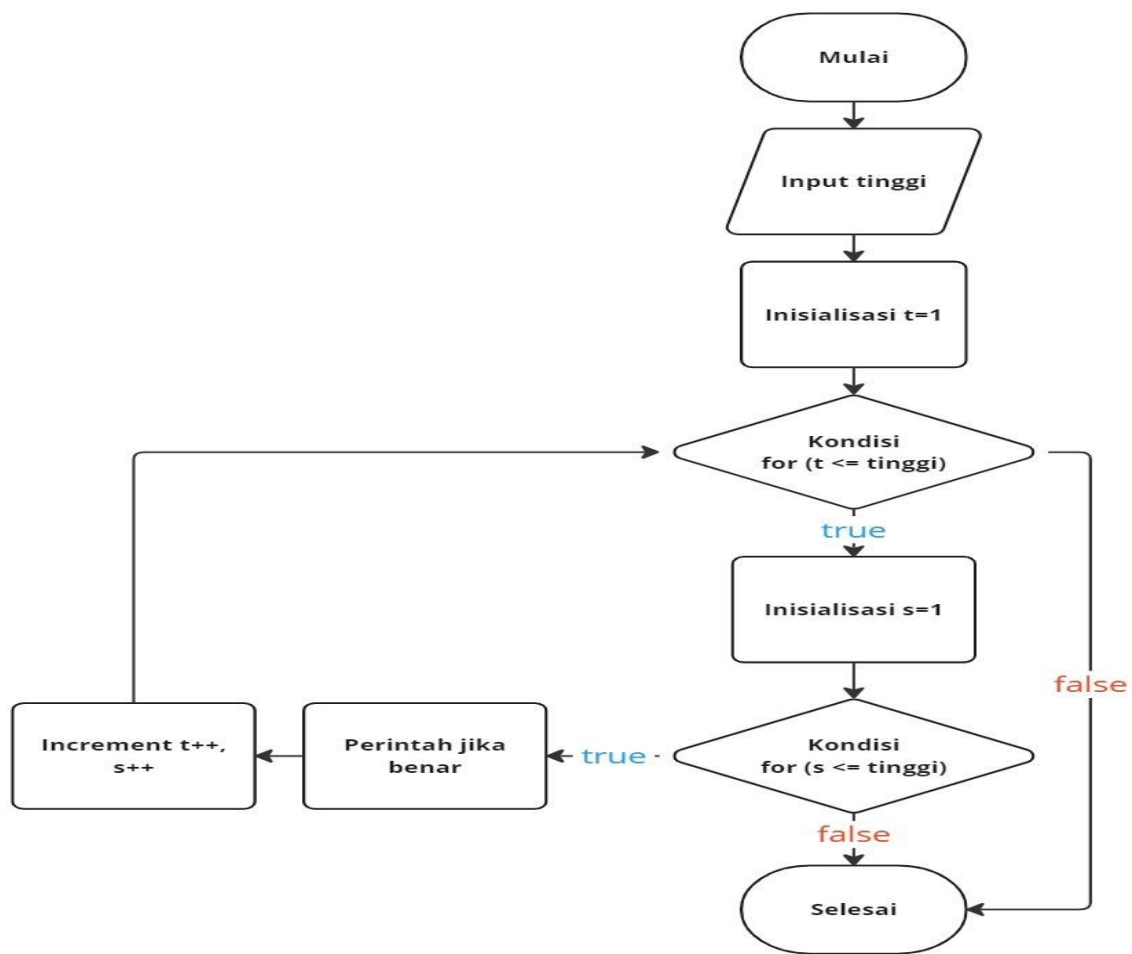 Mulai
Input tinggi
Inisialisasi t=1
Kondisi
for (t <= tinggi)
true
Inisialisasi s=1
false
Increment t++,
s++
Perintah jika
benar
true
Kondisi
for (s <= tinggi)
false
Selesai